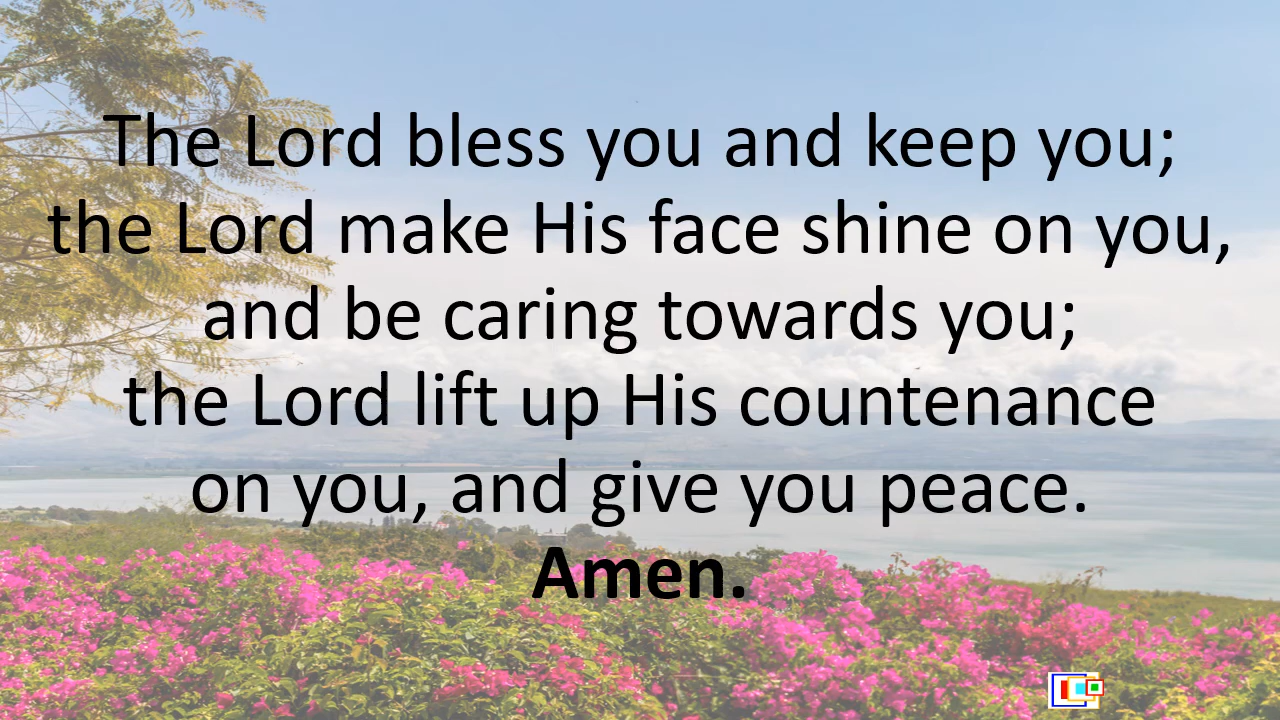 The Lord bless you and keep you;
the Lord make His face shine on you,
and be caring towards you;
the Lord lift up His countenance
on you, and give you peace.
Amen.